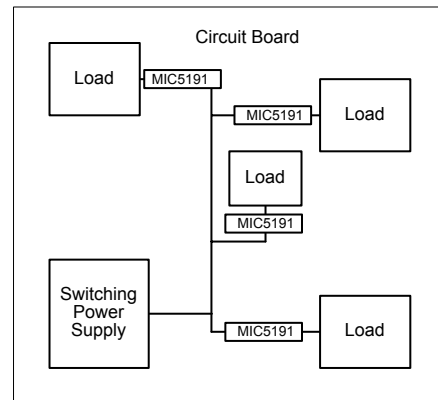 Circuit Board
Load
MIC5191
MIC5191
Load
Load
MIC5191
Switching
Power
Supply
MIC5191
Load